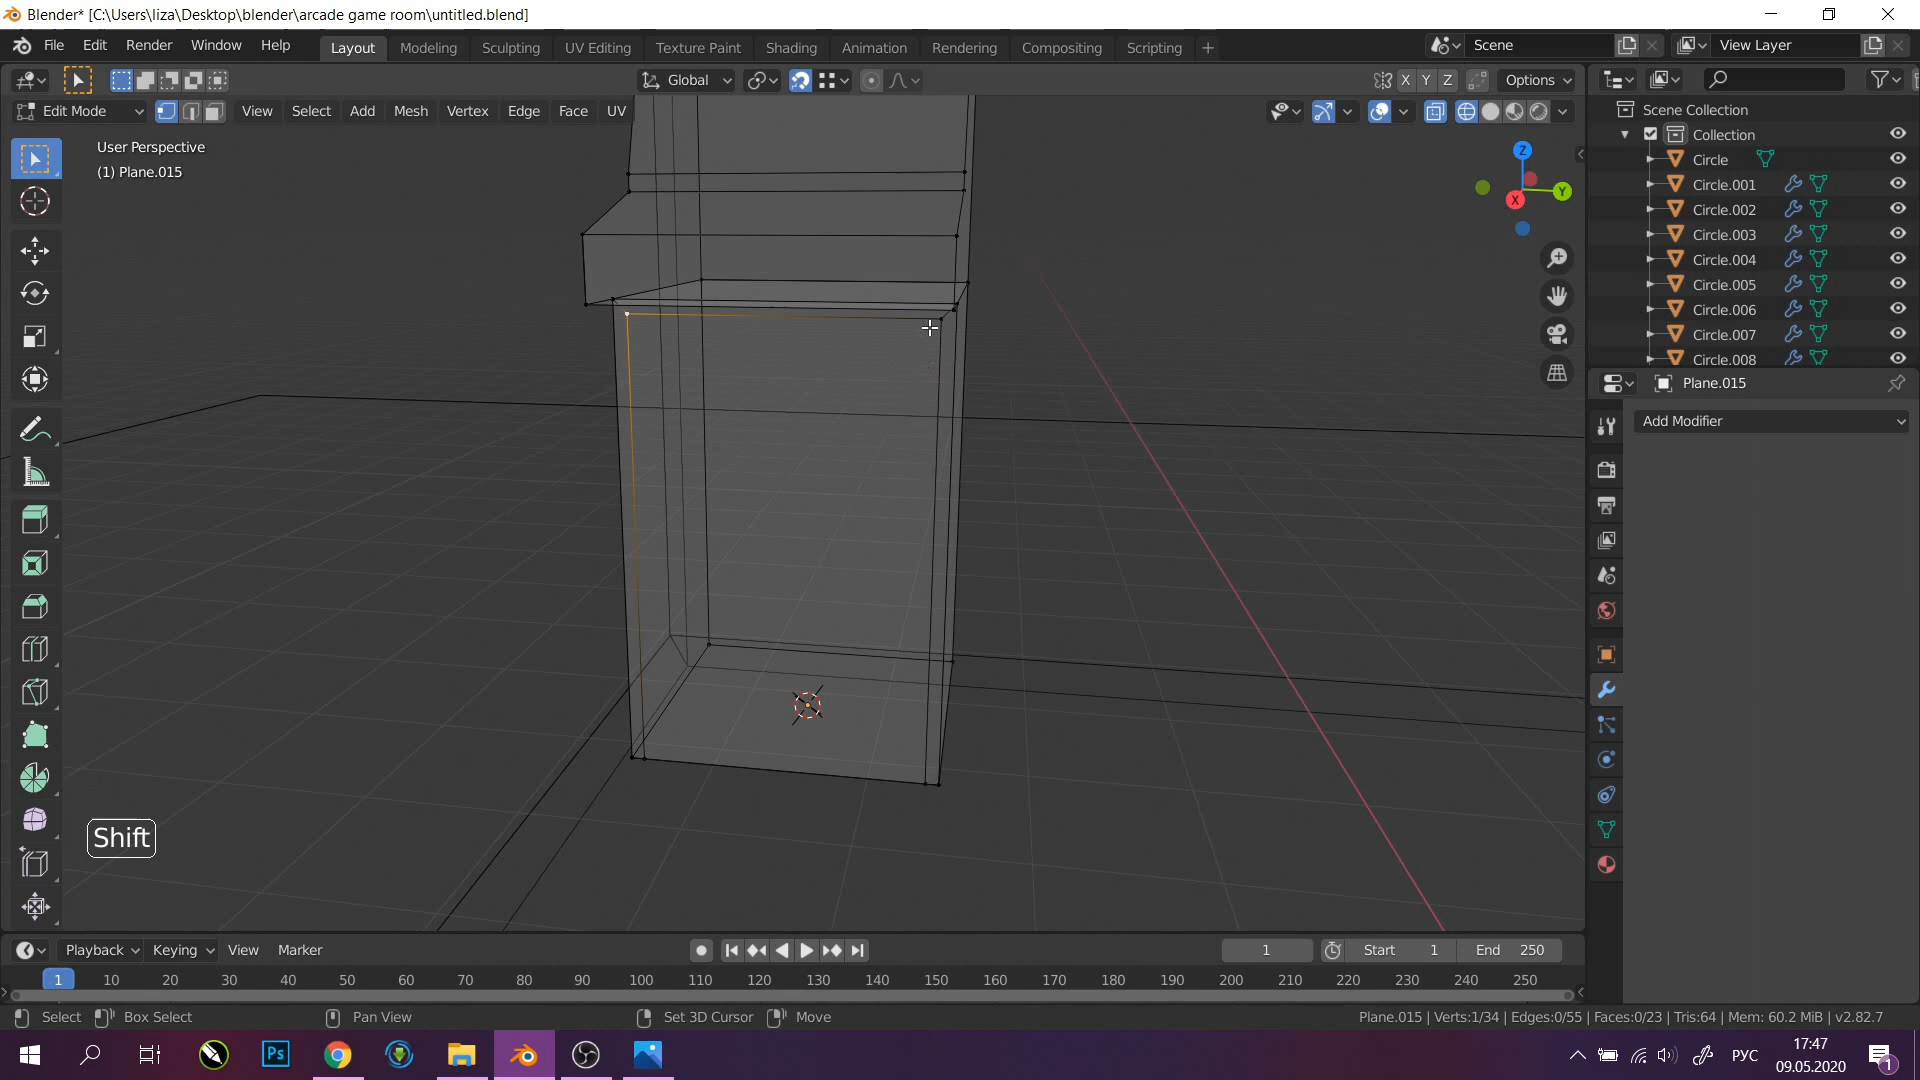 Blender* [C:\Users\liza\Desktop\blender\arcade game room\untitled.blend]
File Edit Render Window Help Layout Modeling Sculpting UV Editing Texture Paint Shading Animation Rendering Compositing Scripting + Scene View Layer
Global X Y Z Options
Edit Mode View Select Add Mesh Vertex Edge Face UV
User Perspective
(1) Plane.015
Z
Y
X
Scene Collection
Collection
Circle
Circle.001
Circle.002
Circle.003
Circle.004
Circle.005
Circle.006
Circle.007
Circle.008
Plane.015
Add Modifier
Shift
Playback Keying View Marker 1 Start 1 End 250
1 10 20 30 40 50 60 70 80 90 100 110 120 130 140 150 160 170 180 190 200 210 220 230 240 250
Select Box Select Pan View Set 3D Cursor Move Plane.015 | Verts:1/34 | Edges:0/55 | Faces:0/23 | Tris:64 | Mem: 60.2 MiB | v2.82.7
Ps РУС 17:47
09.05.2020
1